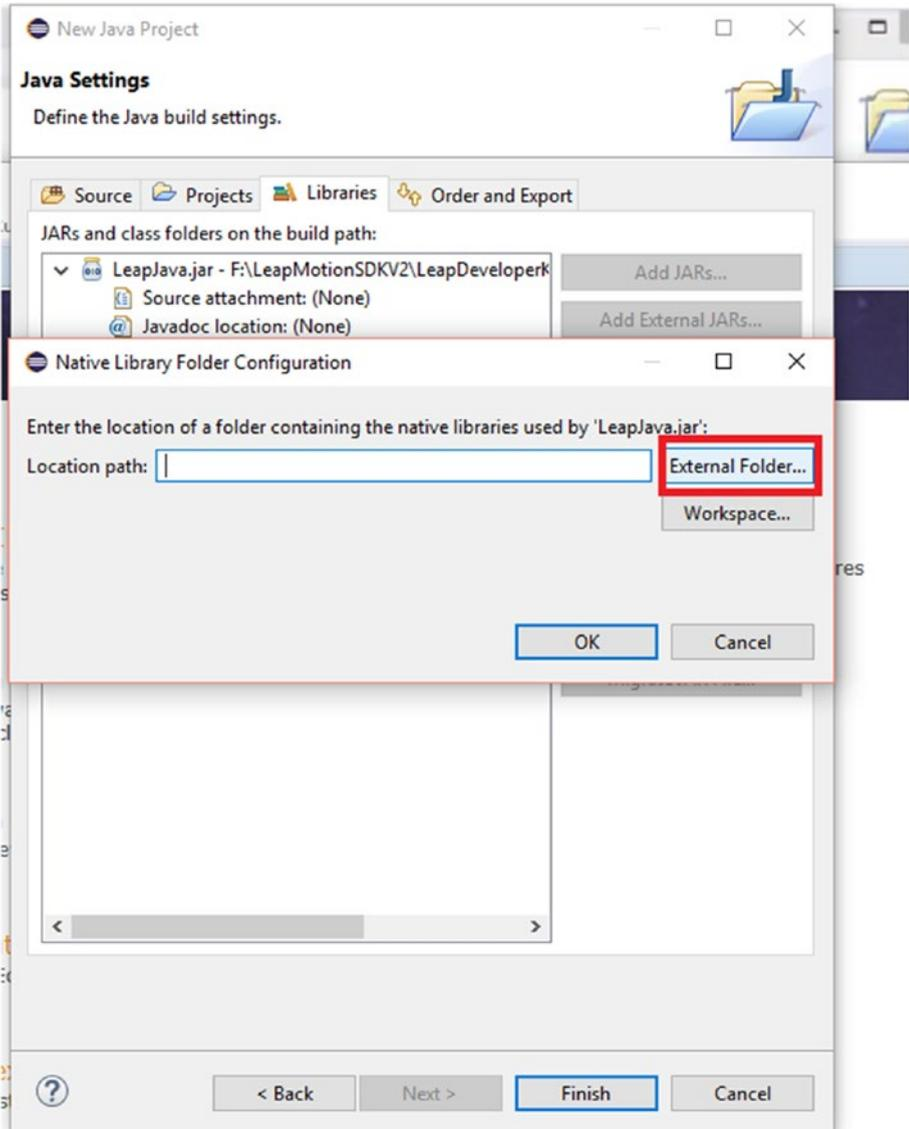 New Java Project
Java Settings
Define the Java build settings.
Source Projects Libraries Order and Export
JARs and class folders on the build path:
LeapJava.jar - F:\LeapMotionSDKV2\LeapDeveloperK
Add JARs...
Source attachment: (None)
Javadoc location: (None)
Add External JARs...
Native Library Folder Configuration
Enter the location of a folder containing the native libraries used by 'LeapJava.jar':
Location path:
External Folder...
Workspace...
res
OK Cancel
< Back Next > Finish Cancel